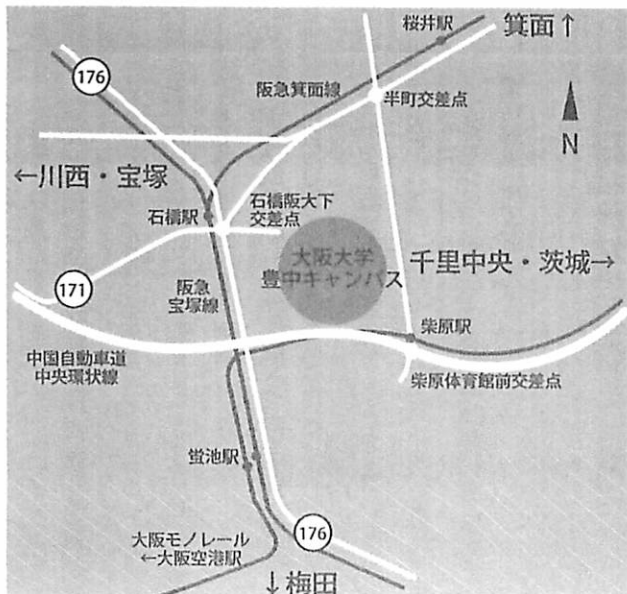 桜井駅
箕面↑
176
阪急箕面線
半町交差点
N
←川西・宝塚
石橋駅
石橋阪大下
交差点
大阪大学
豊中キャンパス
千里中央・茨城→
171
阪急
宝塚線
柴原駅
中国自動車道
中央環状線
柴原体育館前交差点
蛍池駅
176
大阪モノレール
←大阪空港駅
↓梅田